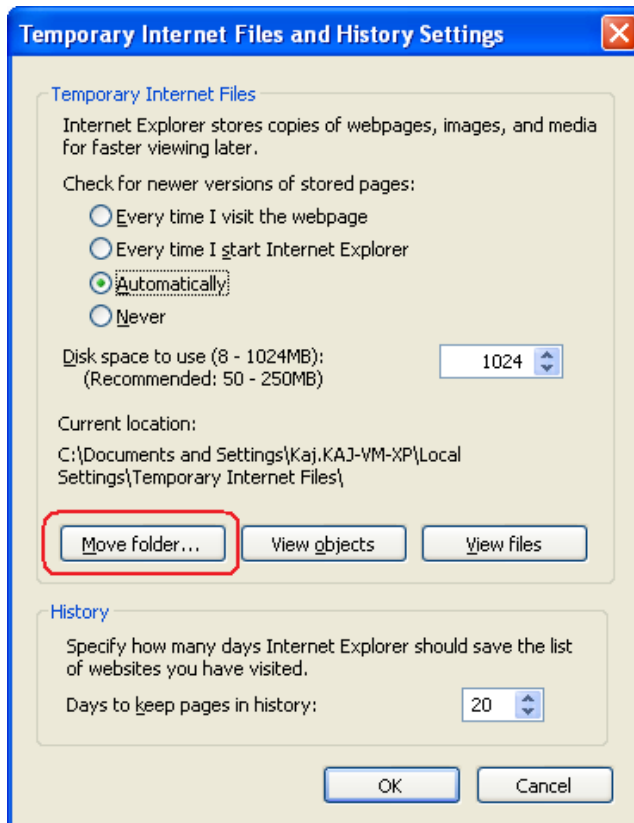 Temporary Internet Files and History Settings
Temporary Internet Files
Internet Explorer stores copies of webpages, images, and media
for faster viewing later.
Check for newer versions of stored pages:
Every time I visit the webpage
Every time I start Internet Explorer
Automatically
Never
Disk space to use (8 - 1024MB):
1024
(Recommended: 50 - 250MB)
Current location:
C:\Documents and Settings\Kaj.KAJ-VM-XP\Local
Settings\Temporary Internet Files\
Move folder... View objects View files
History
Specify how many days Internet Explorer should save the list
of websites you have visited.
Days to keep pages in history: 20
OK Cancel